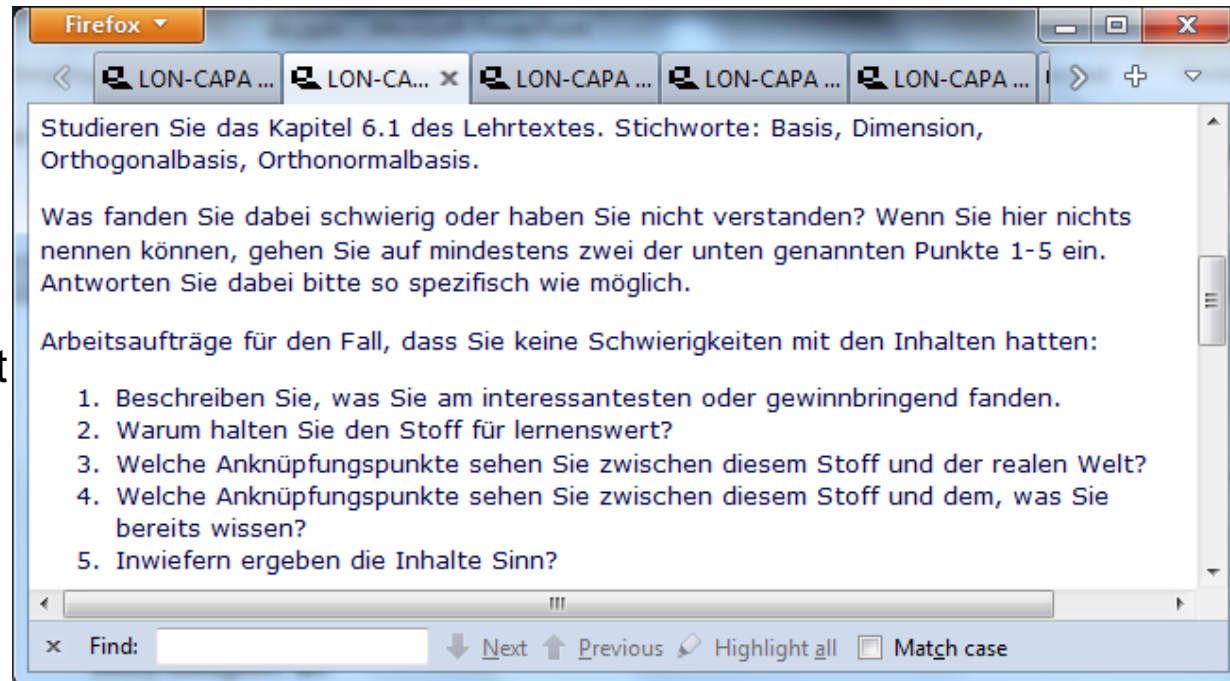 Firefox
LON-CAPA ... LON-CA... LON-CAPA ... LON-CAPA ... LON-CAPA ...
Studieren Sie das Kapitel 6.1 des Lehrtextes. Stichworte: Basis, Dimension,
Orthogonalbasis, Orthonormalbasis.
Was fanden Sie dabei schwierig oder haben Sie nicht verstanden? Wenn Sie hier nichts
nennen können, gehen Sie auf mindestens zwei der unten genannten Punkte 1-5 ein.
Antworten Sie dabei bitte so spezifisch wie möglich.
Arbeitsaufträge für den Fall, dass Sie keine Schwierigkeiten mit den Inhalten hatten:
t
1. Beschreiben Sie, was Sie am interessantesten oder gewinnbringend fanden.
2. Warum halten Sie den Stoff für lernenswert?
3. Welche Anknüpfungspunkte sehen Sie zwischen diesem Stoff und der realen Welt?
4. Welche Anknüpfungspunkte sehen Sie zwischen diesem Stoff und dem, was Sie
bereits wissen?
5. Inwiefern ergeben die Inhalte Sinn?
x Find: Next Previous Highlight all Match case